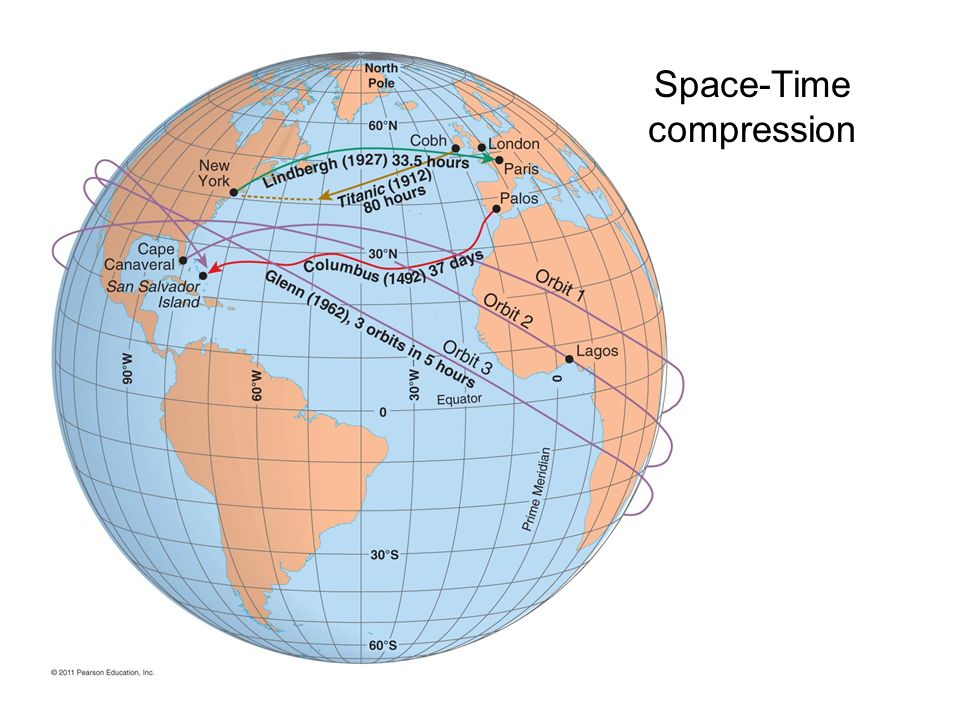 Space-Time
compression
North
Pole
60°N
Cobh
London
Paris
Palos
New
York
Lindbergh (1927) 33.5 hours
Titanic (1912)
80 hours
Cape
Canaveral
San Salvador
Island
30°N
Columbus (1492) 37 days
Glenn (1962), 3 orbits in 5 hours
Orbit 1
Orbit 2
Orbit 3
Lagos
90°W
60°W
30°W
0
Equator
0
Prime Meridian
30°S
60°S
© 2011 Pearson Education, Inc.